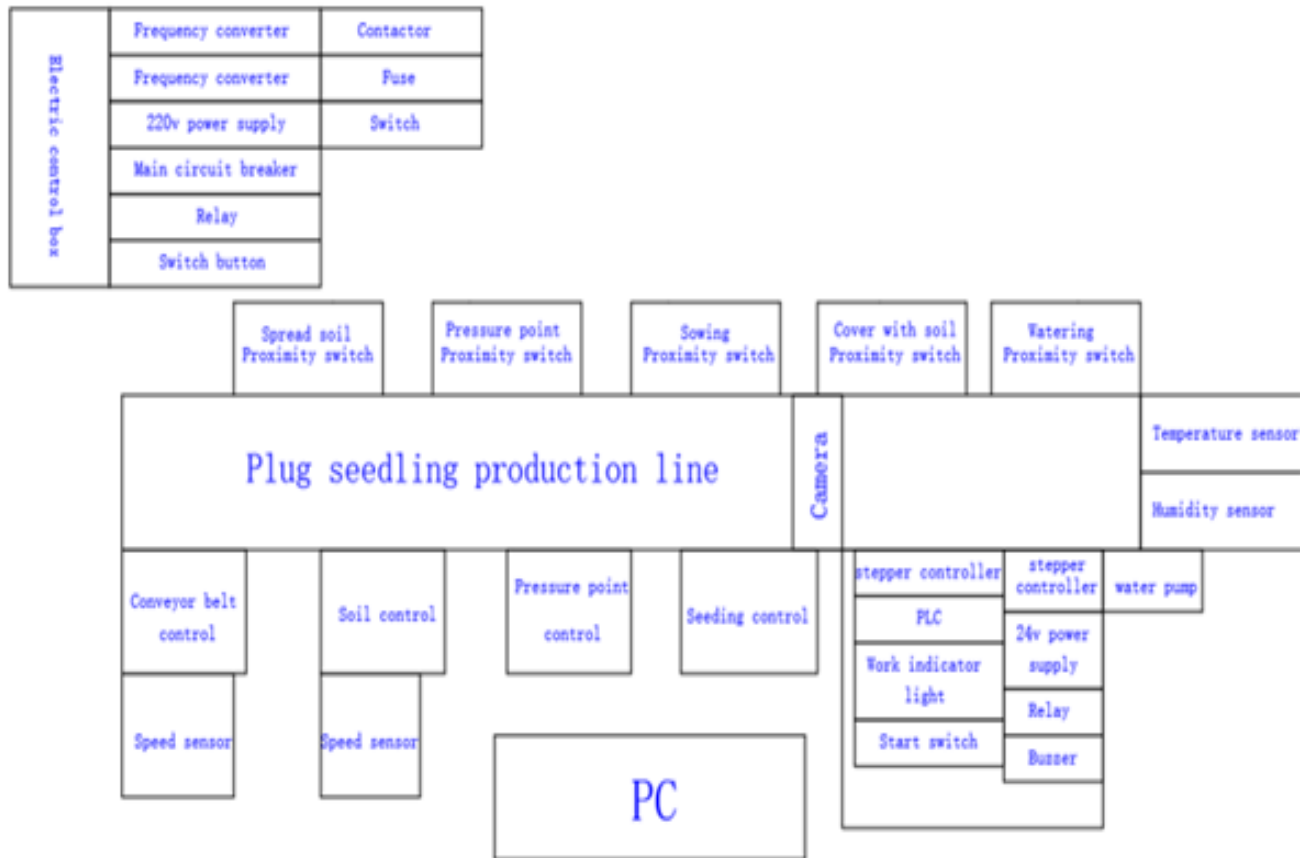 Electric control box
Frequency converter
Contactor
Frequency converter
Fuse
220v power supply
Switch
Main circuit breaker
Relay
Switch button
Spread soil
Proximity switch
Pressure point
Proximity switch
Sowing
Proximity switch
Cover with soil
Proximity switch
Watering
Proximity switch
Plug seedling production line
Camera
Temperature sensor
Humidity sensor
Conveyor belt
control
Soil control
Pressure point
control
Seeding control
stepper controller
PLC
Work indicator
light
Start switch
stepper
controller
24v power
supply
Relay
Buzzer
water pump
Speed sensor
Speed sensor
PC